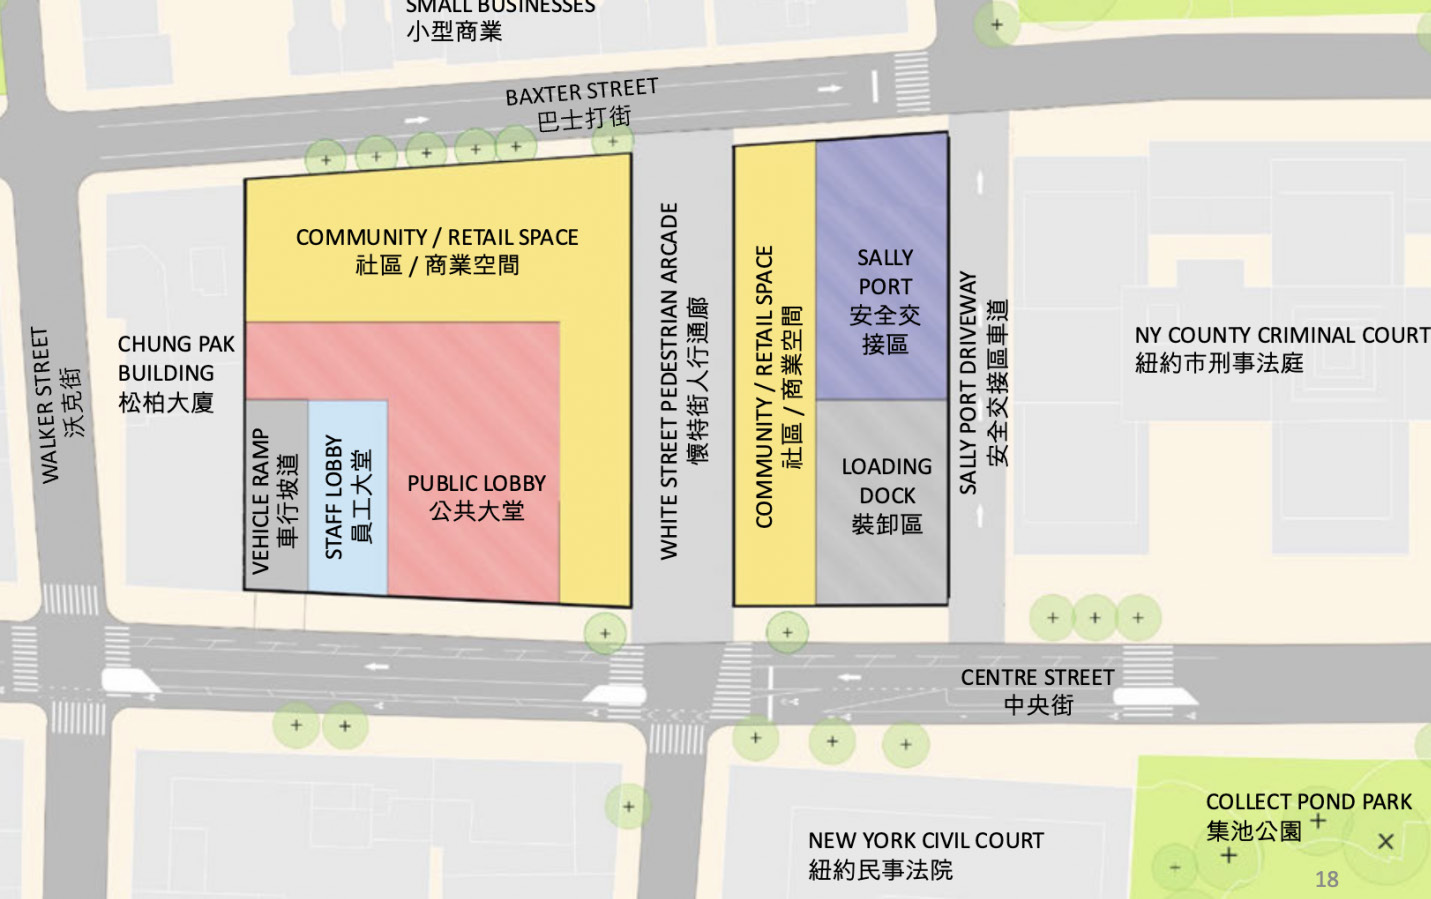 SMALL BUSINESSES
小型商業
BAXTER STREET
巴士打街
COMMUNITY / RETAIL SPACE
社區 / 商業空間
WHITE STREET PEDESTRIAN ARCADE
懷特街人行通廊
COMMUNITY / RETAIL SPACE
社區 / 商業空間
SALLY
PORT
安全交
接區
SALLY PORT DRIVEWAY
安全交接區車道
NY COUNTY CRIMINAL COURT
紐約市刑事法庭
WALKER STREET
沃克街
CHUNG PAK
BUILDING
松柏大廈
VEHICLE RAMP
車行坡道
STAFF LOBBY
員工大堂
PUBLIC LOBBY
公共大堂
LOADING
DOCK
裝卸區
CENTRE STREET
中央街
NEW YORK CIVIL COURT
紐約民事法院
COLLECT POND PARK
集池公園
18